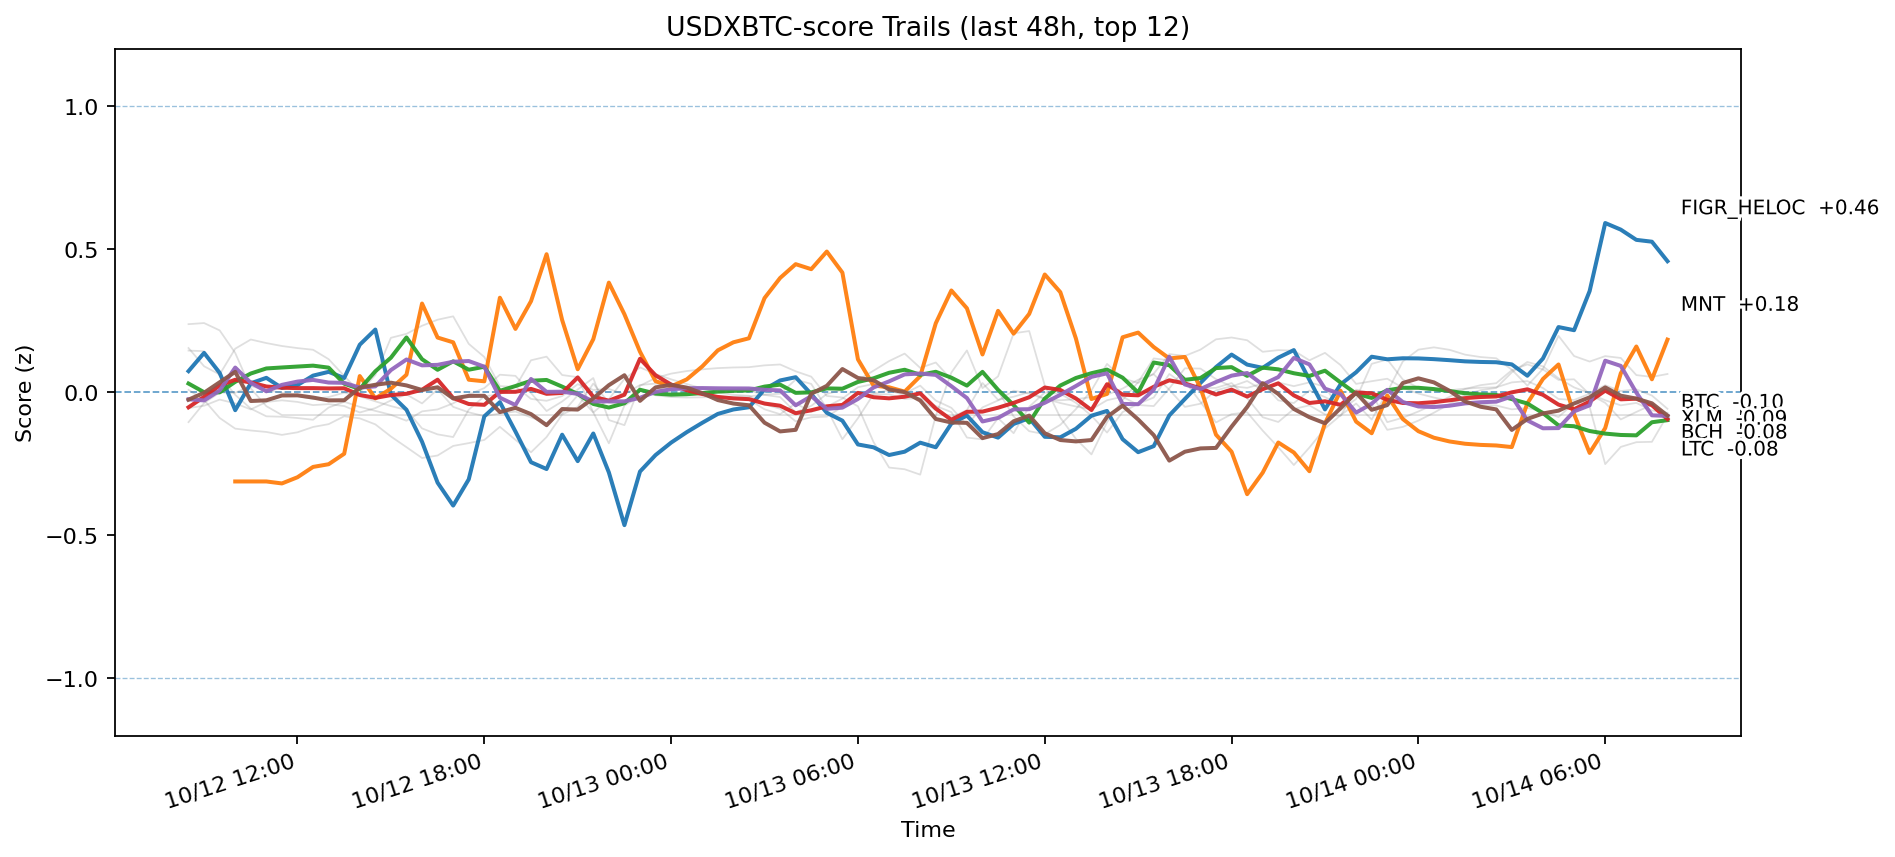 USDXBTC-score Trails (last 48h, top 12)
Score (z)
1.0
0.5
0.0
−0.5
−1.0
FIGR_HELOC +0.46
MNT +0.18
BTC -0.10
XLM -0.09
BCH -0.08
LTC -0.08
10/12 12:00
10/12 18:00
10/13 00:00
10/13 06:00
10/13 12:00
10/13 18:00
10/14 00:00
10/14 06:00
Time